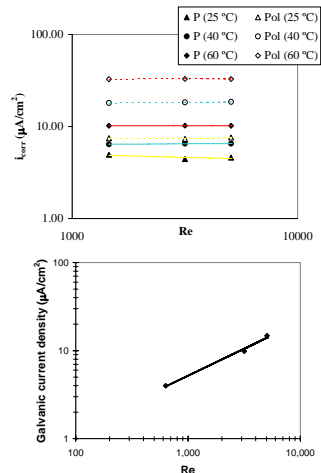 P (25 ºC) Pol (25 ºC)
P (40 ºC) Pol (40 ºC)
P (60 ºC) Pol (60 ºC)
100.00
10.00
1.00
i_corr (µA/cm²)
1000 10000
Re
100
10
1
Galvanic current density (µA/cm²)
100 1,000 10,000
Re